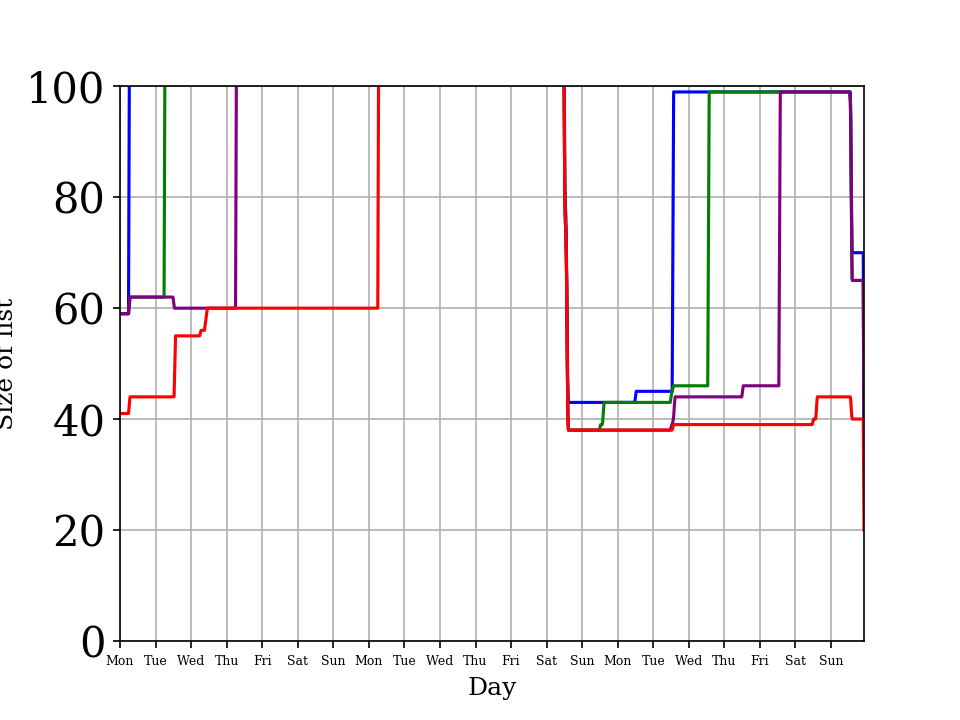 100
80
60
40
20
0
Size of list
Mon Tue Wed Thu Fri Sat Sun Mon Tue Wed Thu Fri Sat Sun Mon Tue Wed Thu Fri Sat Sun
Day